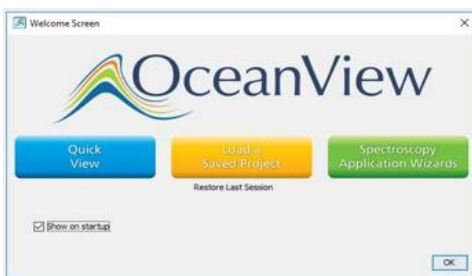 Welcome Screen
OceanView
Quick
View
Load a
Saved Project
Spectroscopy
Application Wizards
Restore Last Session
Show on startup
OK